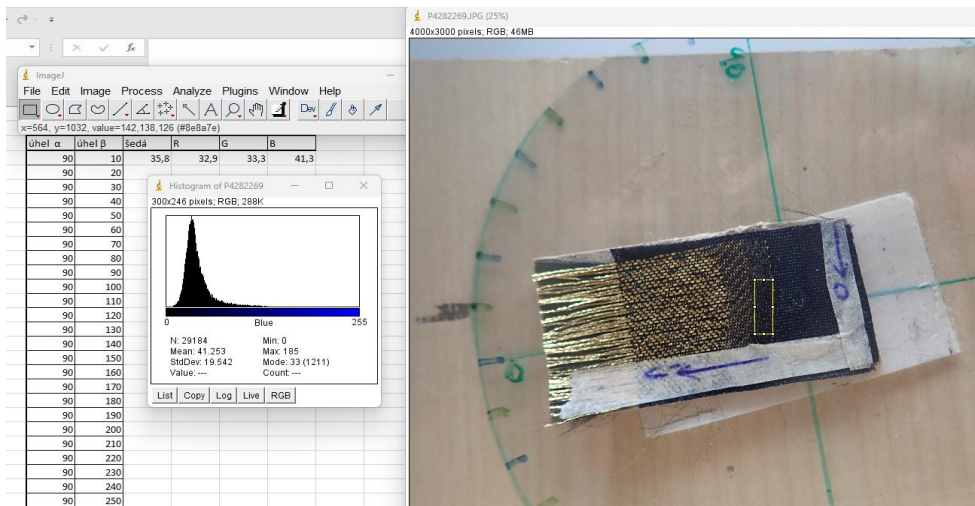 P4282269.JPG (25%)
4000x3000 pixels; RGB; 46MB
fx
ImageJ
File Edit Image Process Analyze Plugins Window Help
Dev
x=564, y=1032, value=142,138,126 (#8e8a7e)
úhel α úhel β šedá R G B
90 10 35,8 32,9 33,3 41,3
90 20
90 30
90 40
90 50
90 60
90 70
90 80
90 90
90 100
90 110
90 120
90 130
90 140
90 150
90 160
90 170
90 180
90 190
90 200
90 210
90 220
90 230
90 240
90 250
Histogram of P4282269
300x246 pixels; RGB; 288K
0 Blue 255
N: 29184 Min: 0
Mean: 41.253 Max: 185
StdDev: 19.542 Mode: 33 (1211)
Value: --- Count: ---
List Copy Log Live RGB